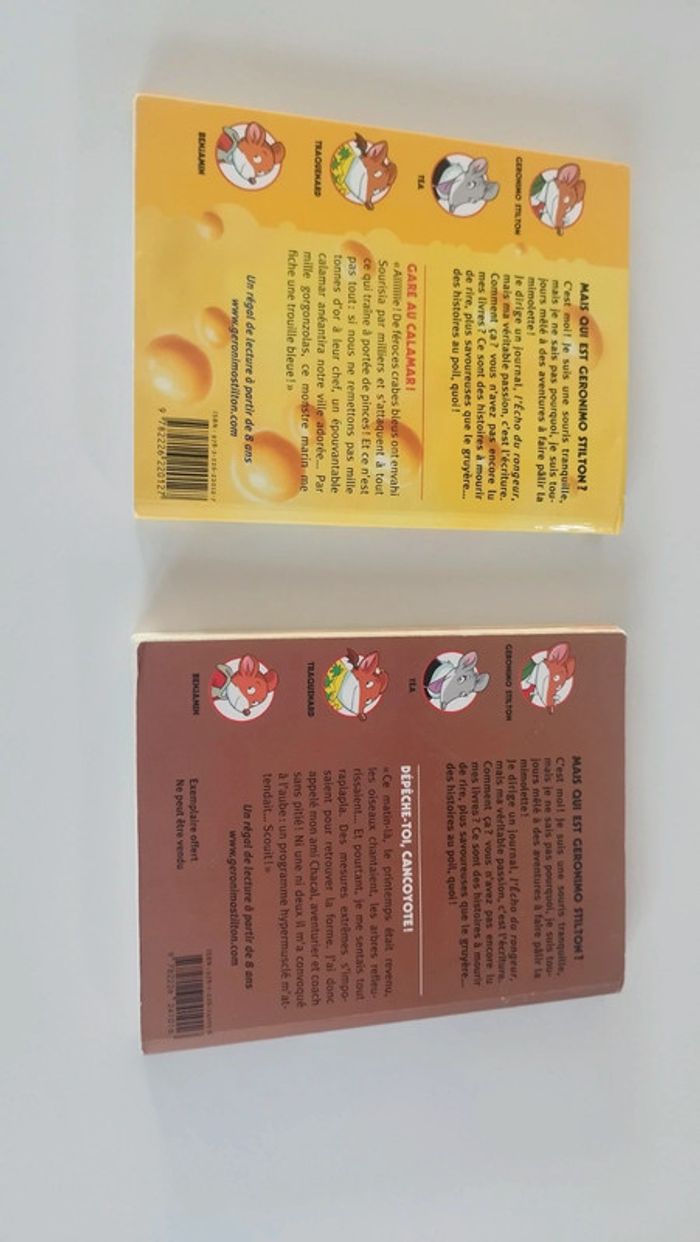 MAIS QUI EST GERONIMO STILTON ?
C'est moi ! Je suis une souris tranquille,
mais je ne sais pas pourquoi, je suis tou-
jours mêlé à des aventures à faire pâlir la
mimolette !
Je dirige un journal, l'Écho du rongeur,
mais ma véritable passion, c'est l'écriture.
Comment ça ? vous n'avez pas encore lu
mes livres ? Ce sont des histoires à mourir
de rire, plus savoureuses que le gruyère...
des histoires au poil, quoi !
GERONIMO STILTON
TÉA
TRAQUENARD
BENJAMIN
GARE AU CALAMAR !
« Aïïïïïïe ! De féroces crabes bleus ont envahi
Sourisia par milliers et s'attaquent à tout
ce qui traîne à portée de pinces ! Et ce n'est
pas tout : si nous ne remettons pas mille
tonnes d'or à leur chef, un épouvantable
calamar anéantira notre ville adorée... Par
mille gorgonzolas, ce monstre marin me
fiche une trouille bleue ! »
Un régal de lecture à partir de 8 ans
www.geronimostilton.com
ISBN : 978-2-226-22012-7
9 782226 220127
MAIS QUI EST GERONIMO STILTON ?
C'est moi ! Je suis une souris tranquille,
mais je ne sais pas pourquoi, je suis tou-
jours mêlé à des aventures à faire pâlir la
mimolette !
Je dirige un journal, l'Écho du rongeur,
mais ma véritable passion, c'est l'écriture.
Comment ça ? vous n'avez pas encore lu
mes livres ? Ce sont des histoires à mourir
de rire, plus savoureuses que le gruyère...
des histoires au poil, quoi !
GERONIMO STILTON
TÉA
TRAQUENARD
BENJAMIN
DÉPÊCHE-TOI, CANCOYOTE !
« Ce matin-là, le printemps était revenu,
les oiseaux chantaient, les arbres refleu-
rissaient... Et pourtant, je me sentais tout
raplapla. Des mesures extrêmes s'impo-
saient pour retrouver la forme. J'ai donc
appelé mon ami Chacal, aventurier et coach
sans pitié ! Ni une ni deux il m'a convoqué
à l'aube : un programme hypermusclé m'at-
tendait... Scouit ! »
Un régal de lecture à partir de 8 ans
www.geronimostilton.com
Exemplaire offert
Ne peut être vendu